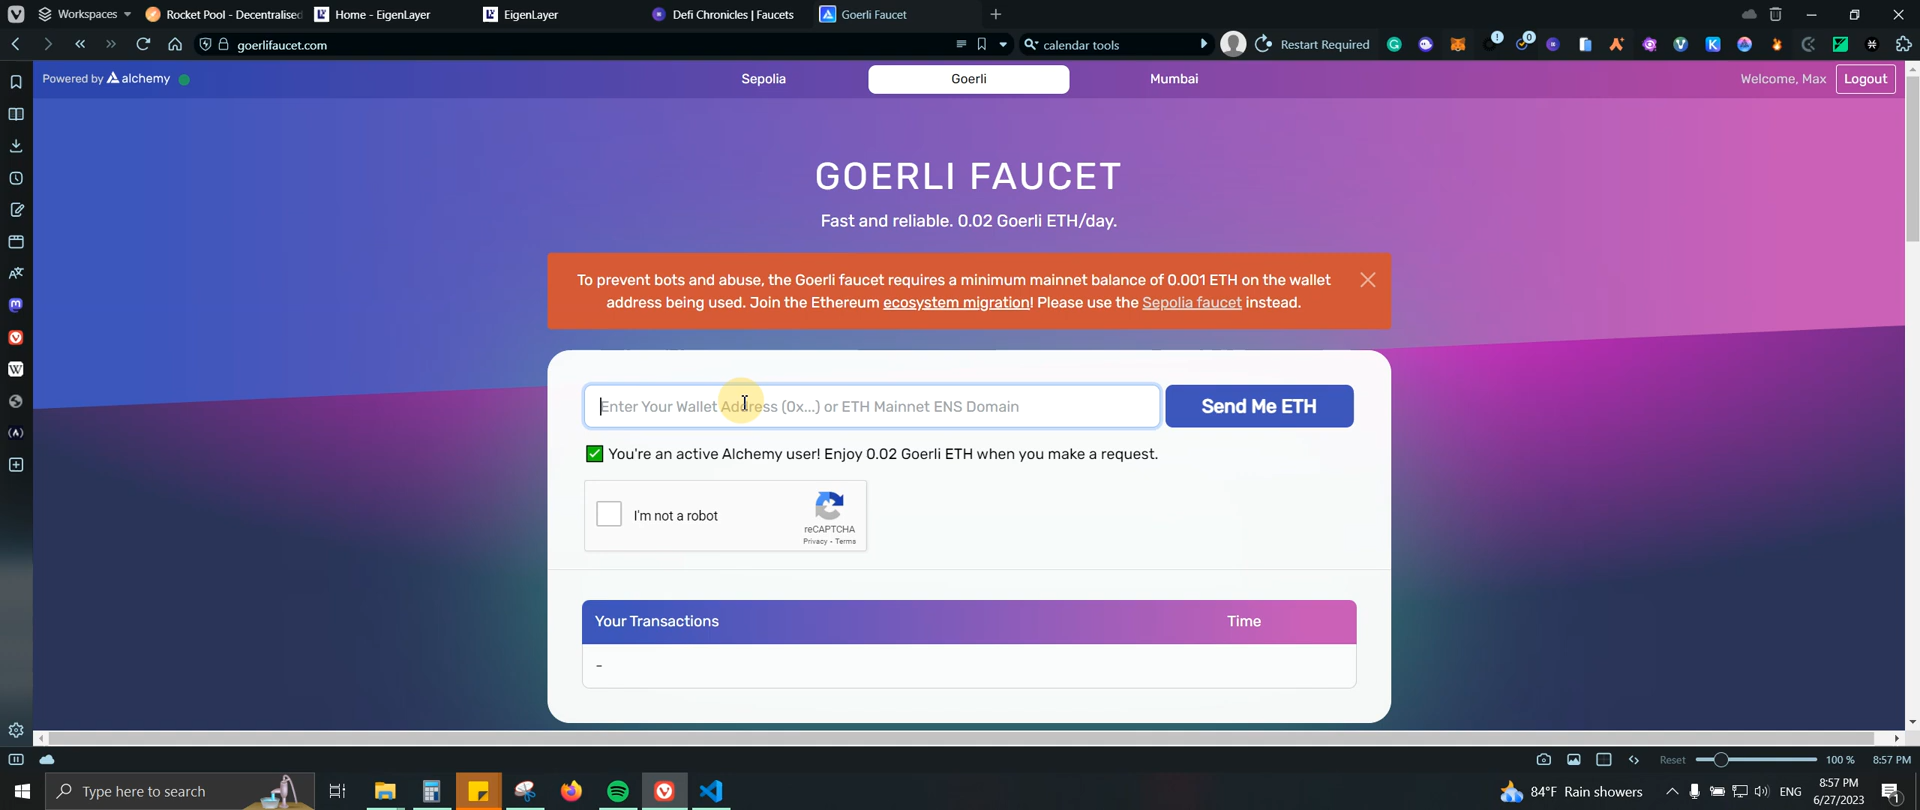 Workspaces
Rocket Pool - Decentralised
Home - EigenLayer
EigenLayer
Defi Chronicles | Faucets
Goerli Faucet
goerlifaucet.com
calendar tools
Restart Required
0
Powered by alchemy
Sepolia
Goerli
Mumbai
Welcome, Max
Logout
GOERLI FAUCET
Fast and reliable. 0.02 Goerli ETH/day.
To prevent bots and abuse, the Goerli faucet requires a minimum mainnet balance of 0.001 ETH on the wallet
address being used. Join the Ethereum ecosystem migration! Please use the Sepolia faucet instead.
Enter Your Wallet Address (0x...) or ETH Mainnet ENS Domain
Send Me ETH
You're an active Alchemy user! Enjoy 0.02 Goerli ETH when you make a request.
I'm not a robot
reCAPTCHA
Privacy - Terms
Your Transactions
Time
-
Reset
100 %
8:57 PM
Type here to search
84°F Rain showers
ENG
8:57 PM
6/27/2023
1